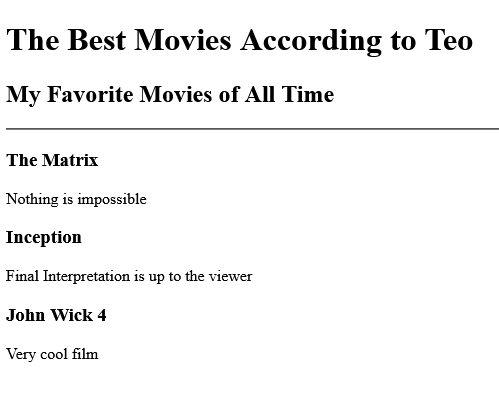 The Best Movies According to Teo
My Favorite Movies of All Time
The Matrix
Nothing is impossible
Inception
Final Interpretation is up to the viewer
John Wick 4
Very cool film